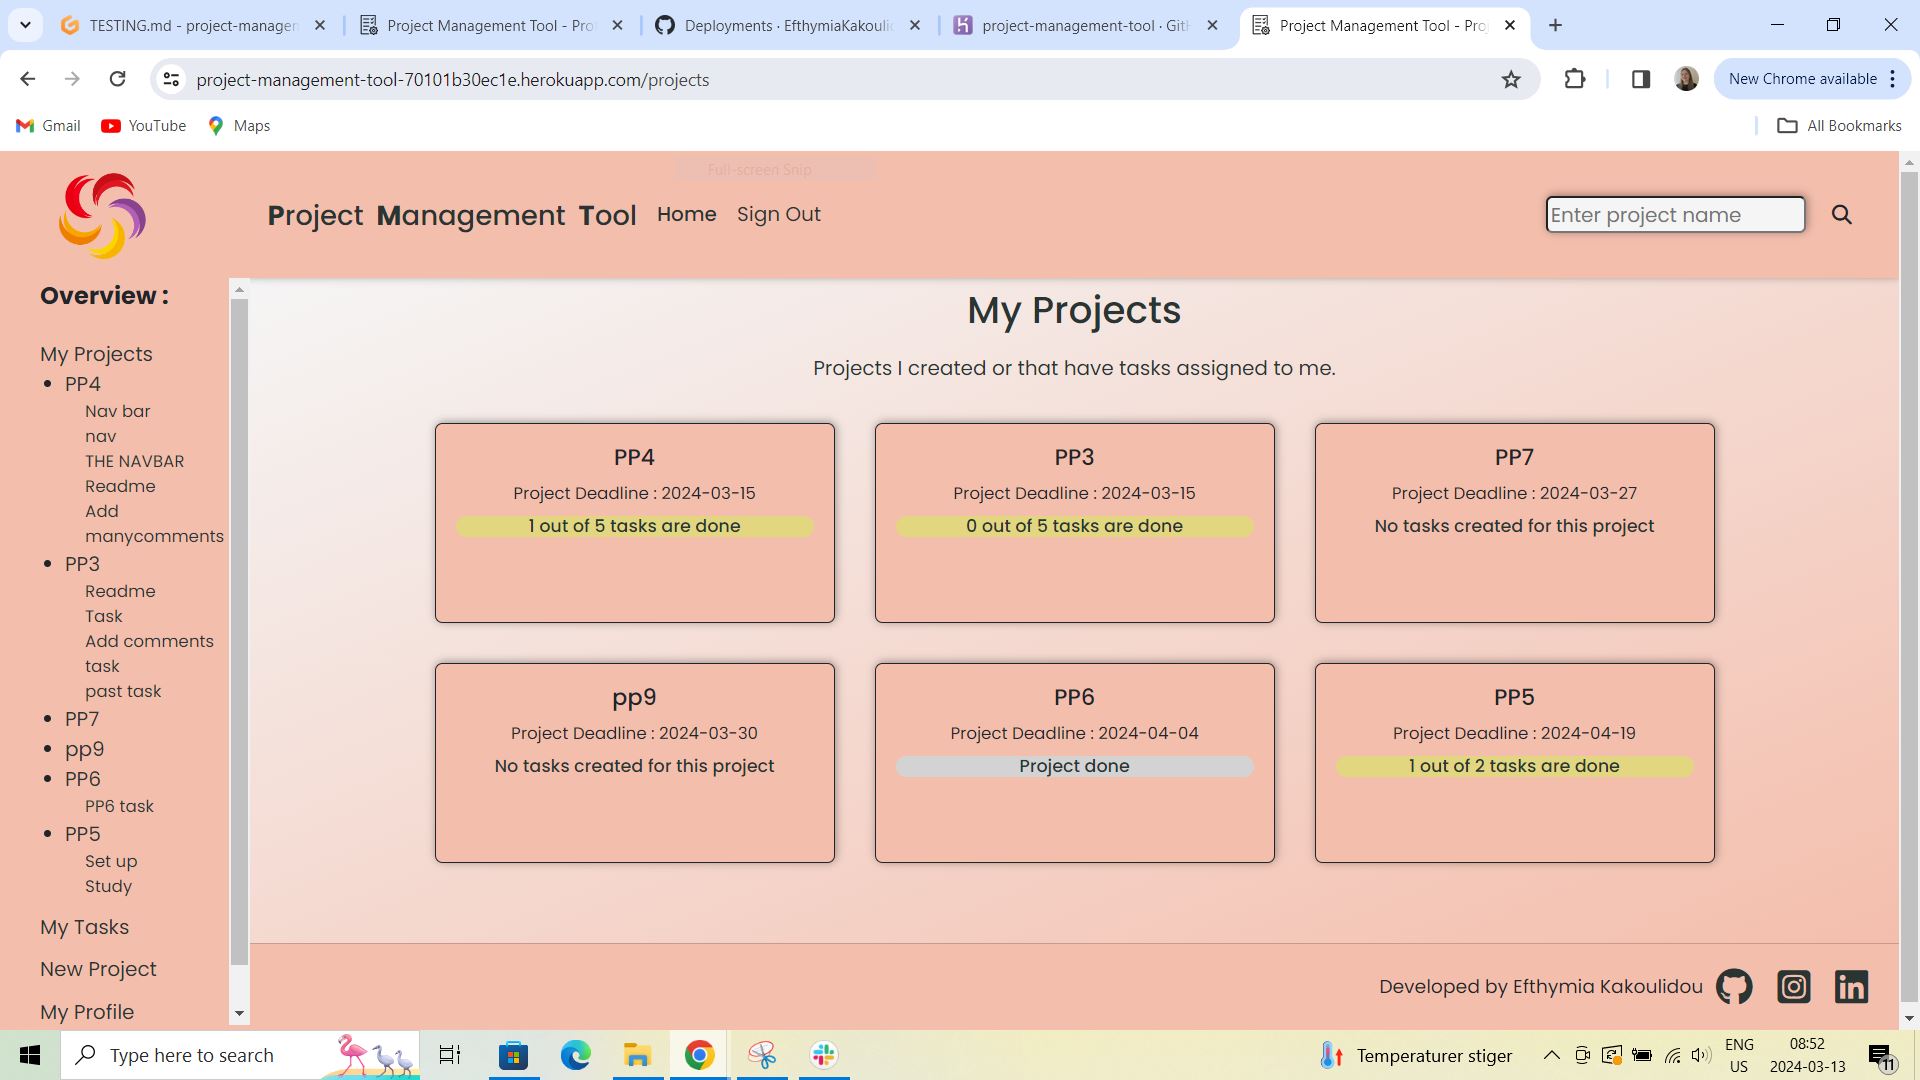 TESTING.md - project-managem
Project Management Tool - Pro
Deployments · EfthymiaKakoulid
project-management-tool · GitH
Project Management Tool - Proj
project-management-tool-70101b30ec1e.herokuapp.com/projects
New Chrome available
Gmail
YouTube
Maps
All Bookmarks
Full-screen Snip
Project Management Tool
Home
Sign Out
Enter project name
Overview :
My Projects
PP4
Nav bar
nav
THE NAVBAR
Readme
Add
manycomments
PP3
Readme
Task
Add comments
task
past task
PP7
pp9
PP6
PP6 task
PP5
Set up
Study
My Tasks
New Project
My Profile
My Projects
Projects I created or that have tasks assigned to me.
PP4
Project Deadline : 2024-03-15
1 out of 5 tasks are done
PP3
Project Deadline : 2024-03-15
0 out of 5 tasks are done
PP7
Project Deadline : 2024-03-27
No tasks created for this project
pp9
Project Deadline : 2024-03-30
No tasks created for this project
PP6
Project Deadline : 2024-04-04
Project done
PP5
Project Deadline : 2024-04-19
1 out of 2 tasks are done
Developed by Efthymia Kakoulidou
Type here to search
Temperaturer stiger
ENG
US
08:52
2024-03-13
11